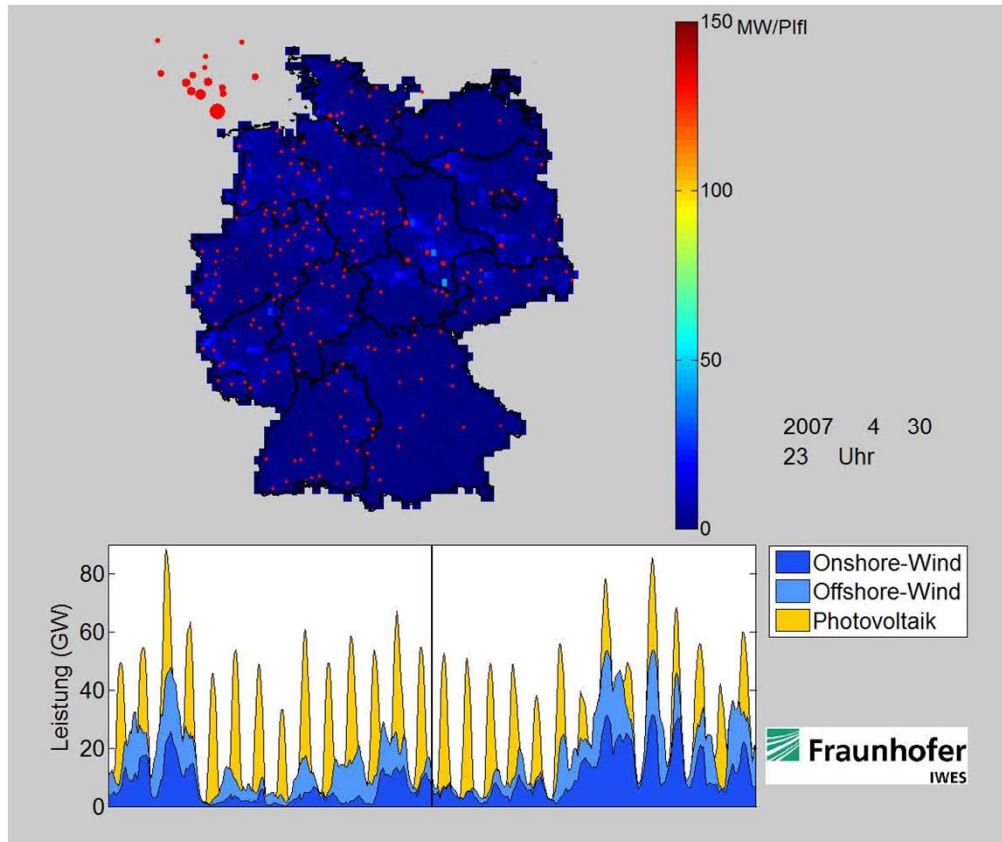 150
MW/Plfl
100
50
0
2007 4 30
23 Uhr
Leistung (GW)
80
60
40
20
0
Onshore-Wind
Offshore-Wind
Photovoltaik
Fraunhofer
IWES